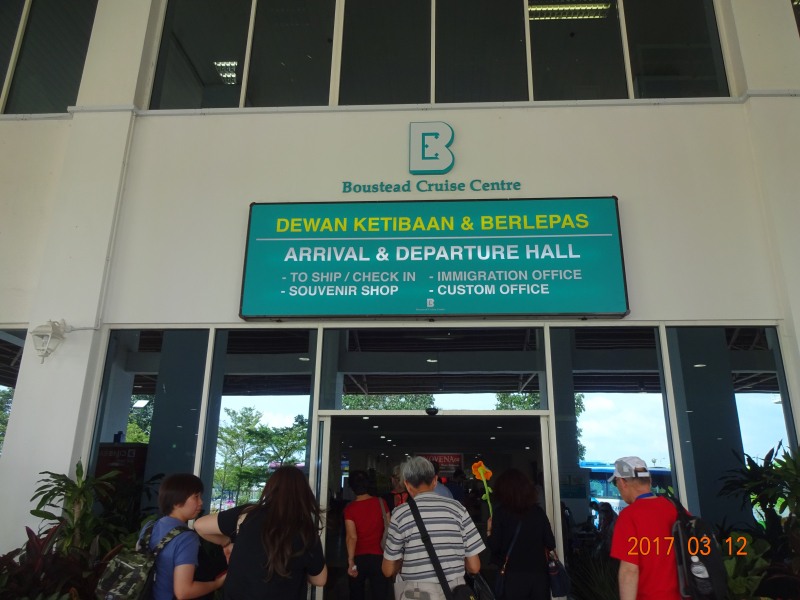 Boustead Cruise Centre
DEWAN KETIBAAN & BERLEPAS
ARRIVAL & DEPARTURE HALL
- TO SHIP / CHECK IN - IMMIGRATION OFFICE
- SOUVENIR SHOP - CUSTOM OFFICE
2017 03 12